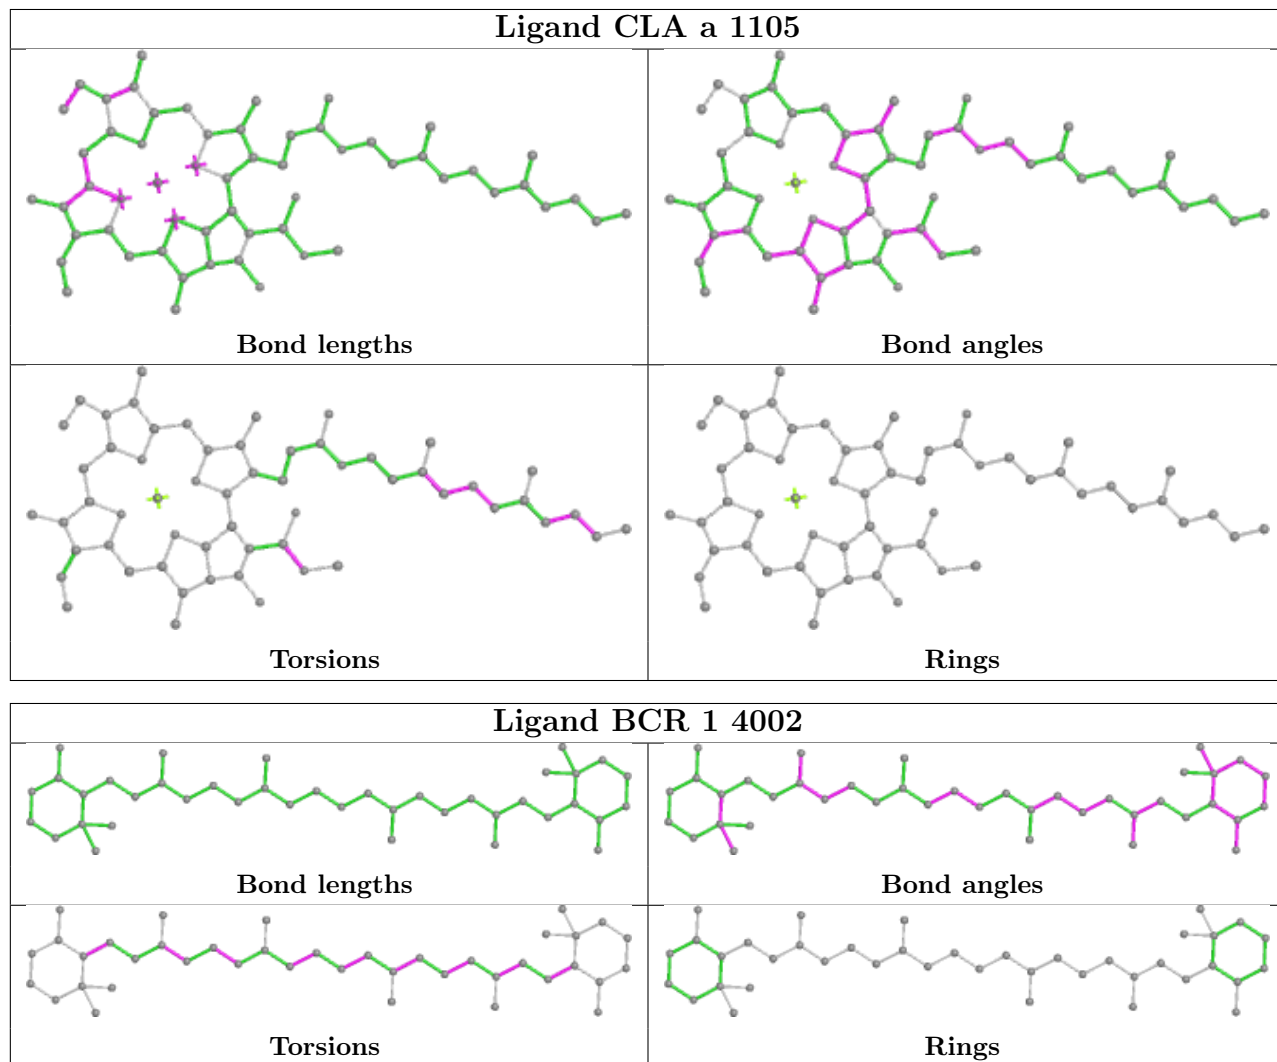 Ligand CLA a 1105
Bond lengths
Bond angles
Torsions
Rings
Ligand BCR 1 4002
Bond lengths
Bond angles
Torsions
Rings